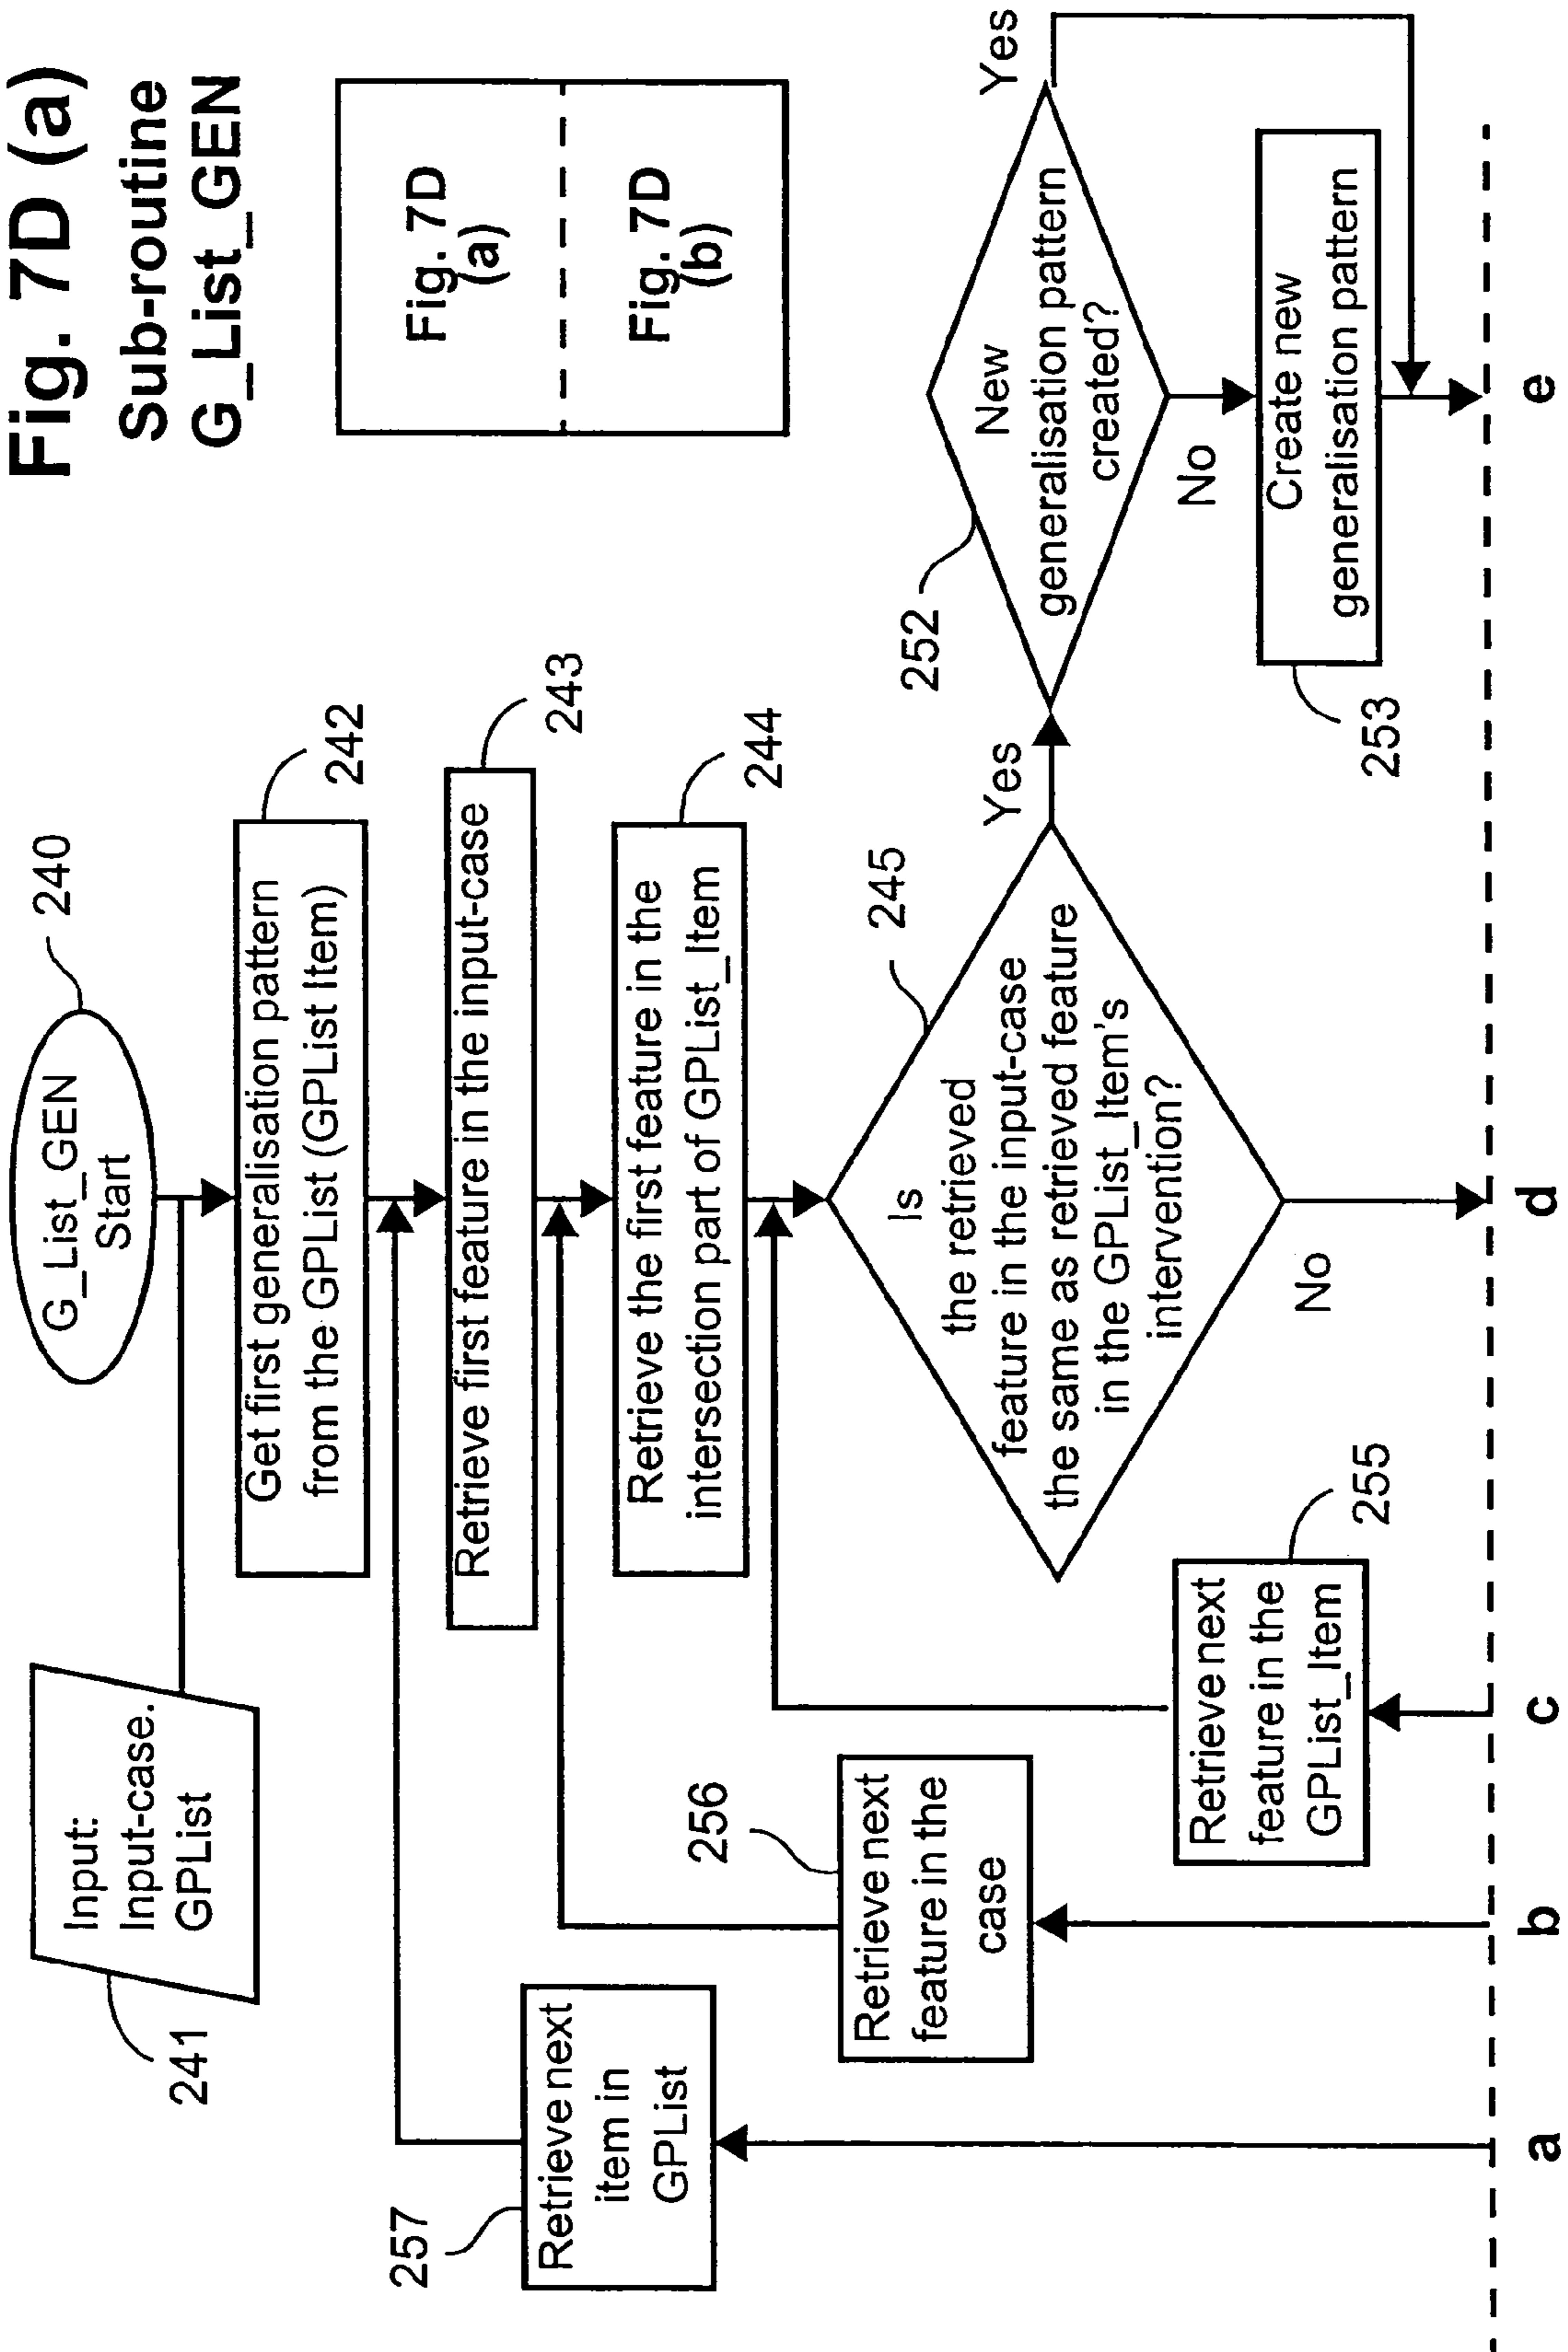 Fig. 7D (a)
Sub-routine
G_List_GEN
Fig. 7D
(a)
Fig. 7D
(b)
G_List_GEN
Start
240
Input:
Input-case.
GPList
241
Get first generalisation pattern
from the GPList (GPList Item)
242
Retrieve first feature in the input-case
243
Retrieve the first feature in the
intersection part of GPList_Item
244
Is
the retrieved
feature in the input-case
the same as retrieved feature
in the GPList_Item's
intervention?
245
Yes
No
New
generalisation pattern
created?
252
Yes
No
Create new
generalisation pattern
253
Retrieve next
item in
GPList
257
Retrieve next
feature in the
case
256
Retrieve next
feature in the
GPList_Item
255
a
b
c
d
e